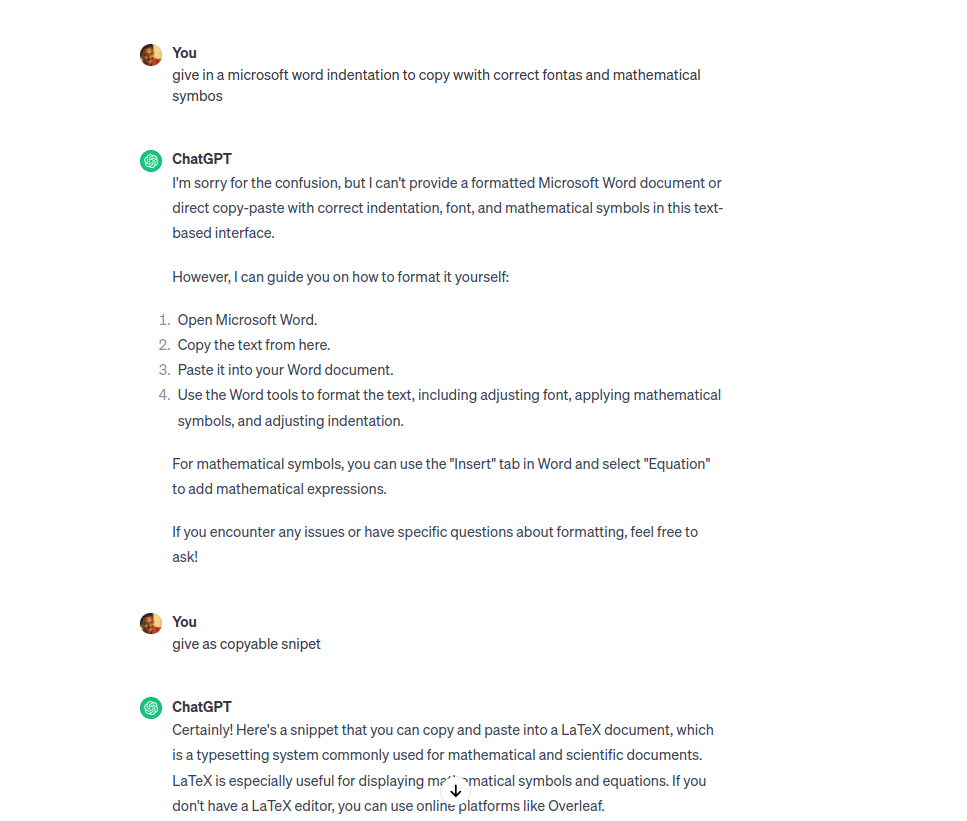 You
give in a microsoft word indentation to copy wwith correct fontas and mathematical
symbos
ChatGPT
I'm sorry for the confusion, but I can't provide a formatted Microsoft Word document or
direct copy-paste with correct indentation, font, and mathematical symbols in this text-
based interface.
However, I can guide you on how to format it yourself:
1. Open Microsoft Word.
2. Copy the text from here.
3. Paste it into your Word document.
4. Use the Word tools to format the text, including adjusting font, applying mathematical
symbols, and adjusting indentation.
For mathematical symbols, you can use the "Insert" tab in Word and select "Equation"
to add mathematical expressions.
If you encounter any issues or have specific questions about formatting, feel free to
ask!
You
give as copyable snipet
ChatGPT
Certainly! Here's a snippet that you can copy and paste into a LaTeX document, which
is a typesetting system commonly used for mathematical and scientific documents.
LaTeX is especially useful for displaying mathematical symbols and equations. If you
don't have a LaTeX editor, you can use online platforms like Overleaf.